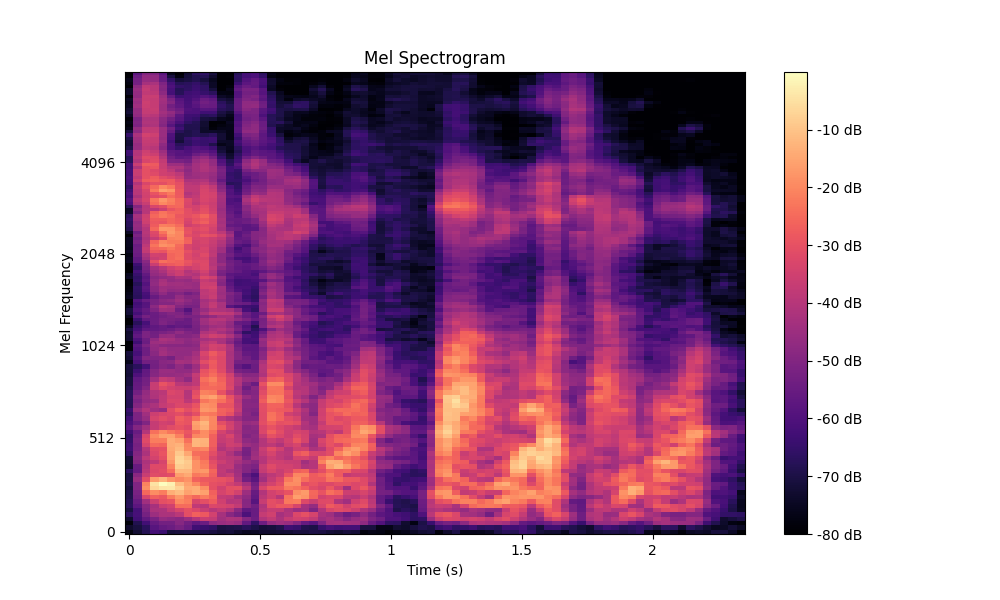 Mel Spectrogram
Mel Frequency
4096
2048
1024
512
0
0
0.5
1
1.5
2
Time (s)
-10 dB
-20 dB
-30 dB
-40 dB
-50 dB
-60 dB
-70 dB
-80 dB